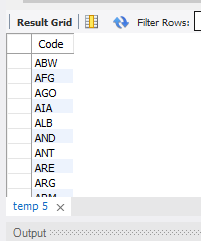 Result Grid Filter Rows:
Code
ABW
AFG
AGO
AIA
ALB
AND
ANT
ARE
ARG
temp 5
Output